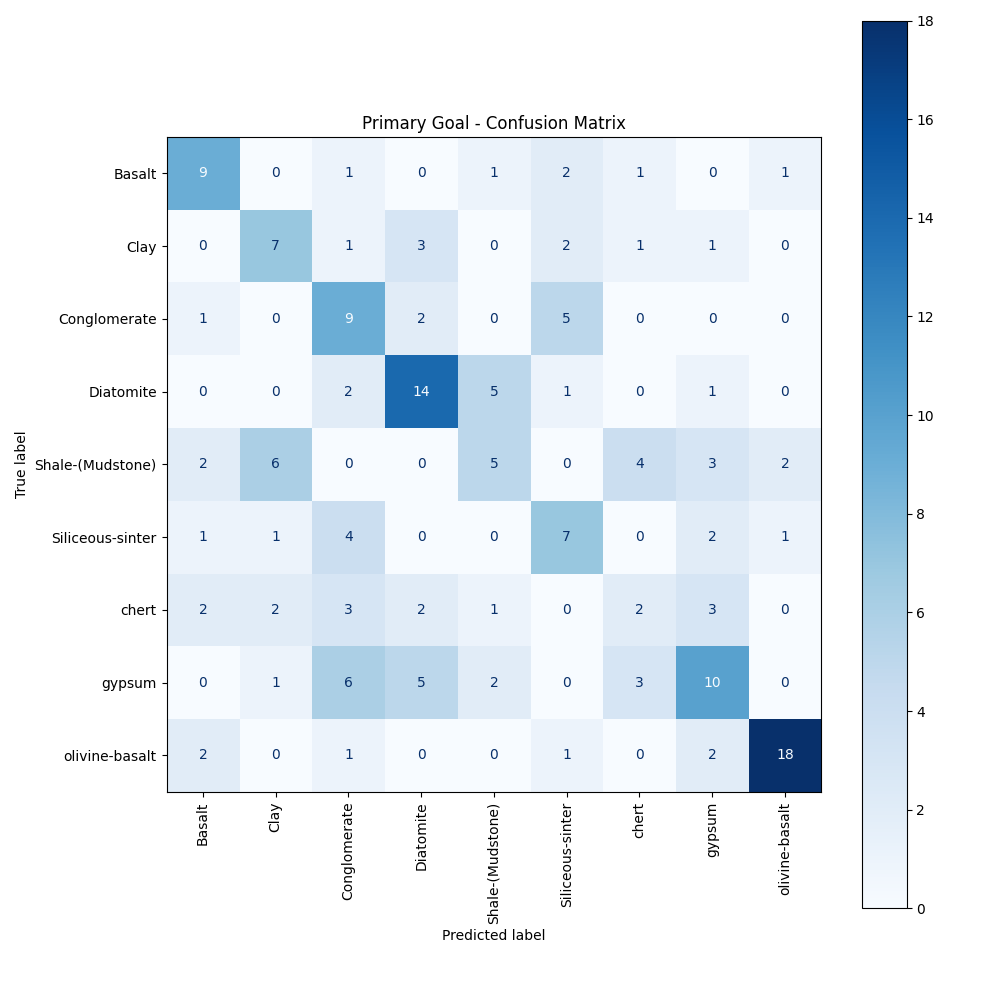 Primary Goal - Confusion Matrix
True label
Basalt 9 0 1 0 1 2 1 0 1
Clay 0 7 1 3 0 2 1 1 0
Conglomerate 1 0 9 2 0 5 0 0 0
Diatomite 0 0 2 14 5 1 0 1 0
Shale-(Mudstone) 2 6 0 0 5 0 4 3 2
Siliceous-sinter 1 1 4 0 0 7 0 2 1
chert 2 2 3 2 1 0 2 3 0
gypsum 0 1 6 5 2 0 3 10 0
olivine-basalt 2 0 1 0 0 1 0 2 18
Basalt
Clay
Conglomerate
Diatomite
Shale-(Mudstone)
Siliceous-sinter
chert
gypsum
olivine-basalt
Predicted label
18
16
14
12
10
8
6
4
2
0